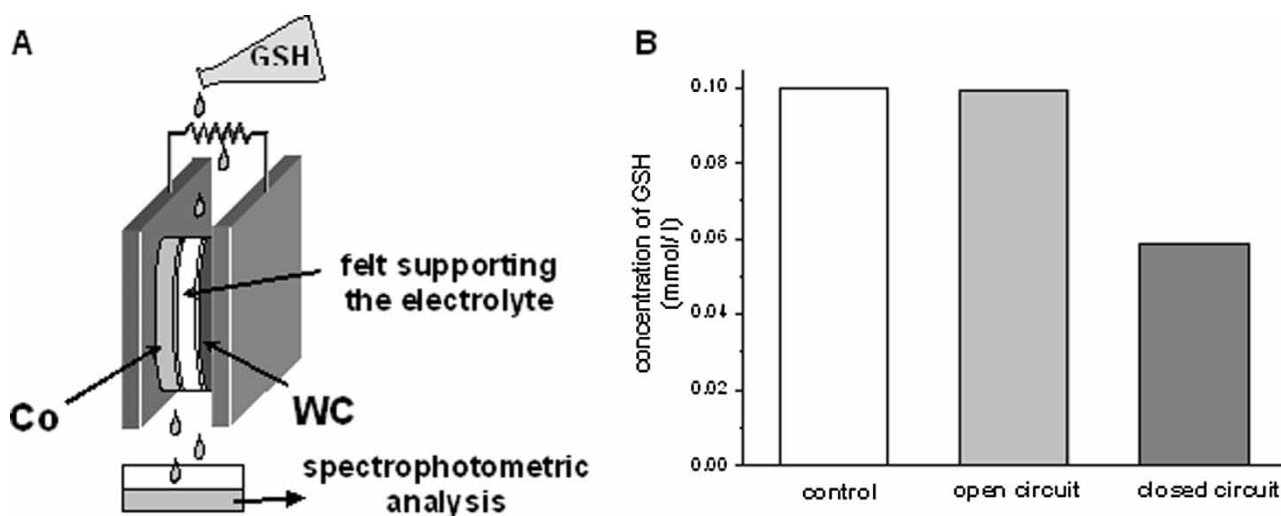 A
GSH
felt supporting
the electrolyte
Co
WC
spectrophotometric
analysis
B
concentration of GSH
(mmol/l)
0.10
0.08
0.06
0.04
0.02
0.00
control
open circuit
closed circuit